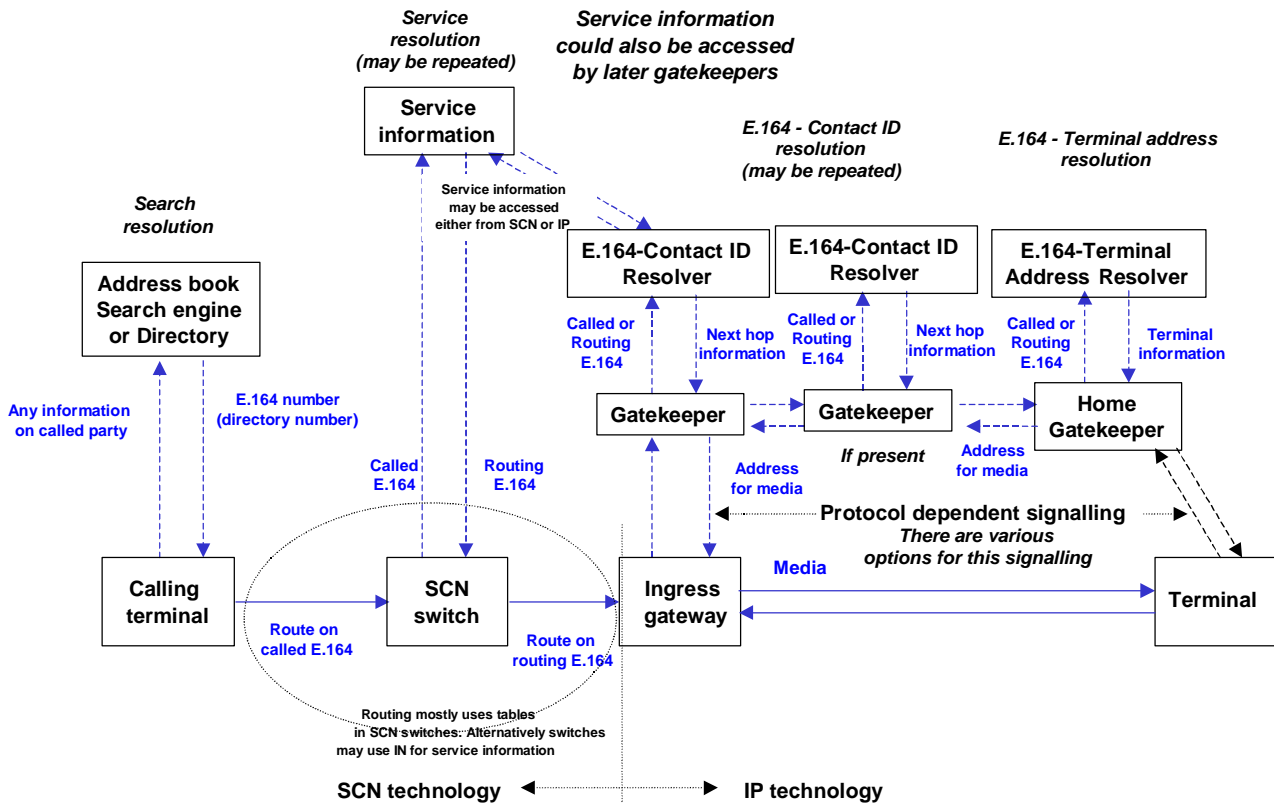 Service
resolution
(may be repeated)
Service information
could also be accessed
by later gatekeepers
Service
information
E.164 - Contact ID
resolution
(may be repeated)
E.164 - Terminal address
resolution
Service information
may be accessed
either from SCN or IP
Search
resolution
E.164-Contact ID
Resolver
E.164-Contact ID
Resolver
E.164-Terminal
Address Resolver
Address book
Search engine
or Directory
Called or
Routing
E.164
Next hop
information
Called or
Routing
E.164
Next hop
information
Called or
Routing
E.164
Terminal
information
Any information
on called party
E.164 number
(directory number)
Gatekeeper
Gatekeeper
Home
Gatekeeper
If present
Called
E.164
Routing
E.164
Address
for media
Address
for media
Protocol dependent signalling
There are various
options for this signalling
Calling
terminal
SCN
switch
Ingress
gateway
Media
Terminal
Route on
called E.164
Route on
routing E.164
Routing mostly uses tables
in SCN switches. Alternatively switches
may use IN for service information
SCN technology
IP technology